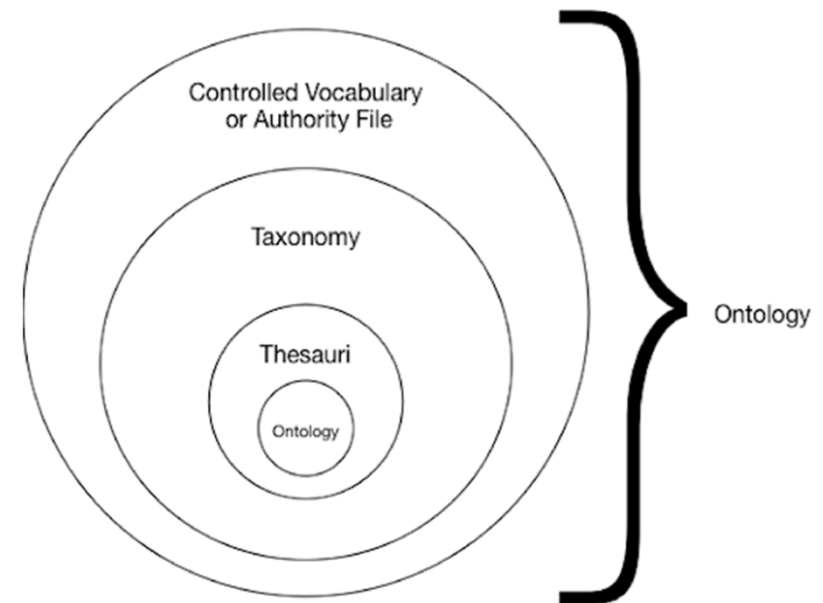 Controlled Vocabulary
or Authority File
Taxonomy
Thesauri
Ontology
Ontology